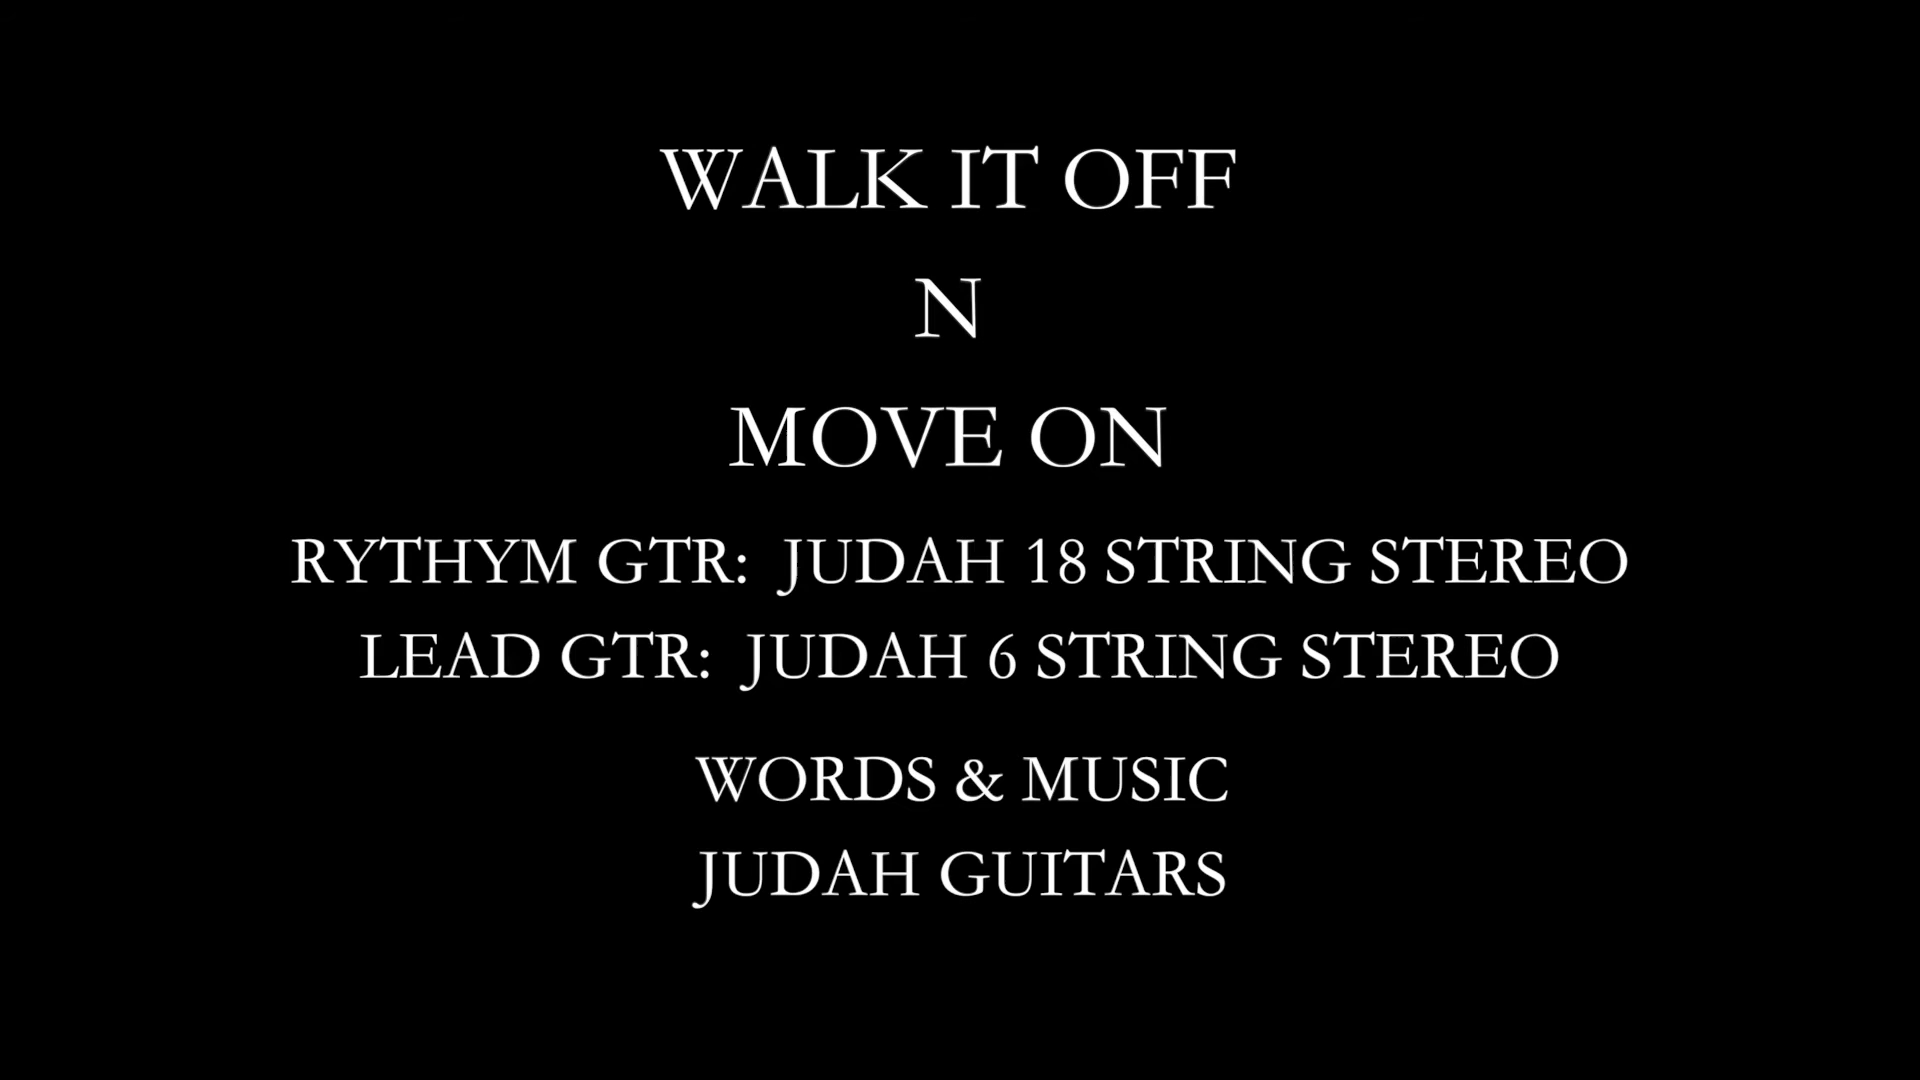 WALK IT OFF
N
MOVE ON
RYTHYM GTR: JUDAH 18 STRING STEREO
LEAD GTR: JUDAH 6 STRING STEREO
WORDS & MUSIC
JUDAH GUITARS